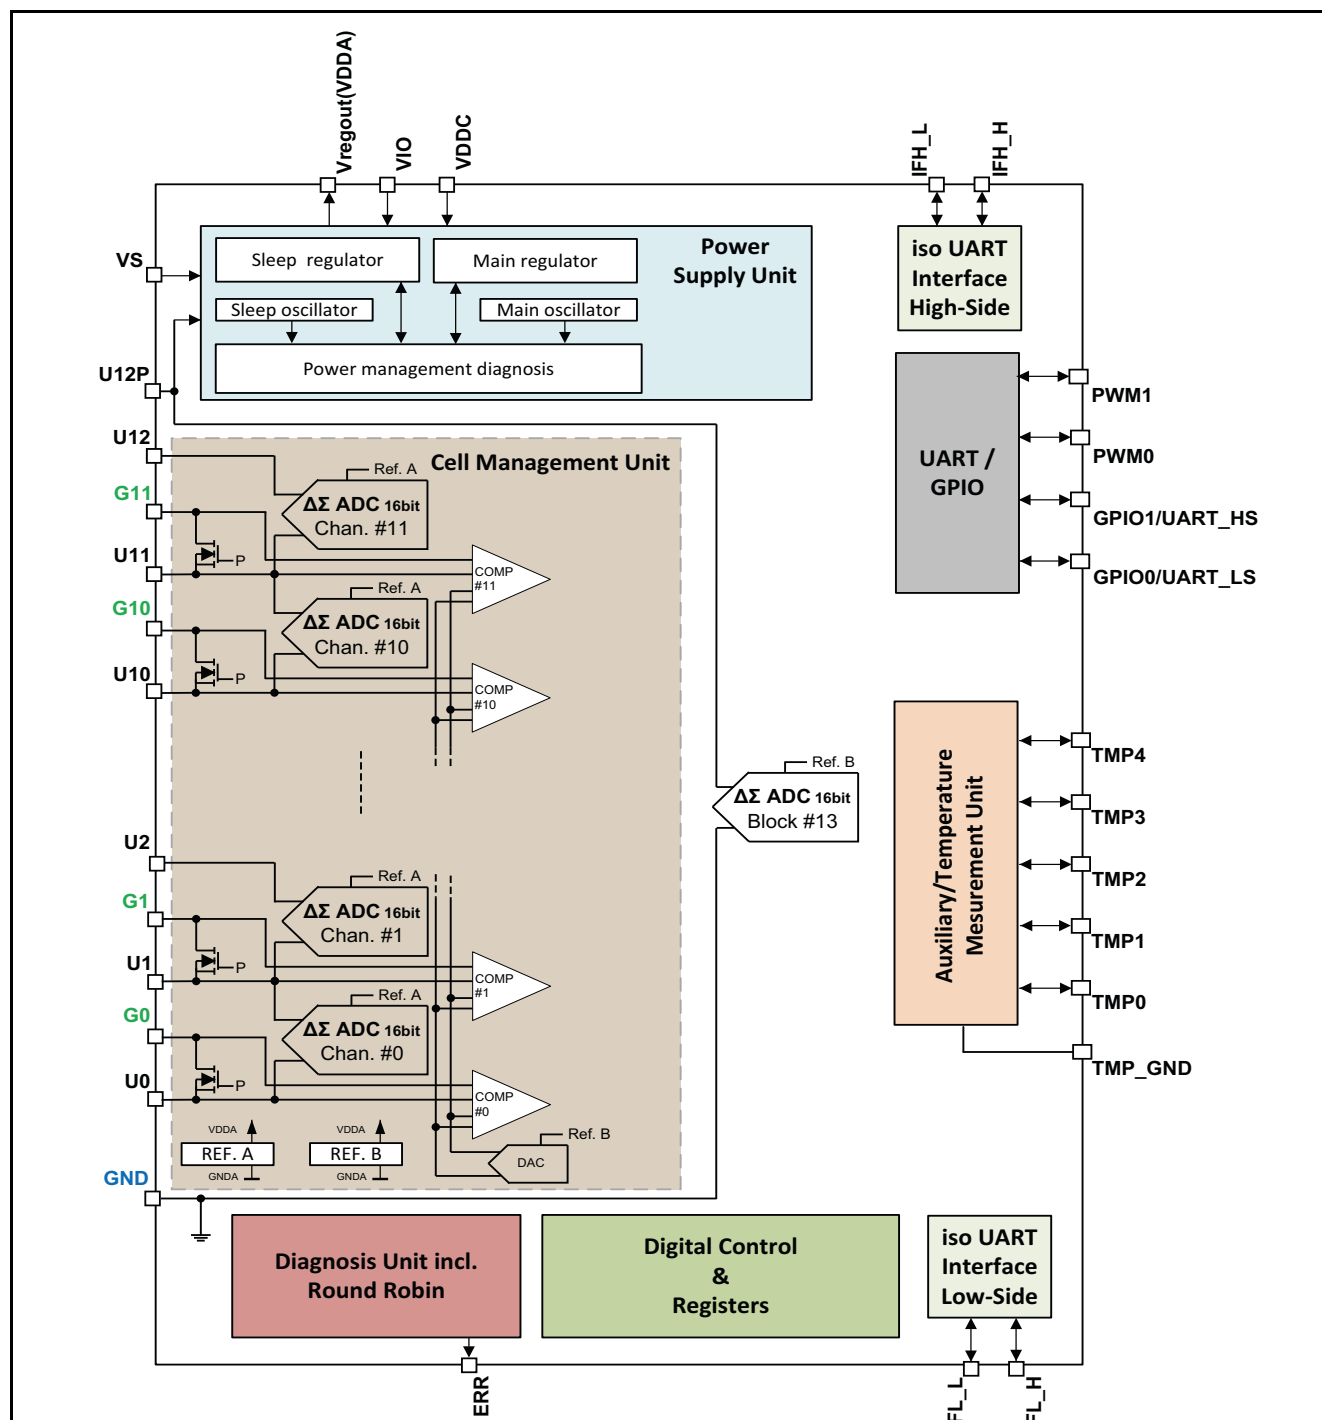 Vregout(VDDA)
VIO
VDDC
IFH_L
IFH_H
VS
Power
Supply Unit
Sleep regulator
Main regulator
Sleep oscillator
Main oscillator
Power management diagnosis
iso UART
Interface
High-Side
U12P
U12
G11
U11
G10
U10
U2
G1
U1
G0
U0
GND
Cell Management Unit
Ref. A
ΔΣ ADC 16bit
Chan. #11
P
COMP
#11
Ref. A
ΔΣ ADC 16bit
Chan. #10
P
COMP
#10
Ref. A
ΔΣ ADC 16bit
Chan. #1
P
COMP
#1
Ref. A
ΔΣ ADC 16bit
Chan. #0
P
COMP
#0
VDDA
REF. A
GNDA
VDDA
REF. B
GNDA
Ref. B
DAC
Ref. B
ΔΣ ADC 16bit
Block #13
UART /
GPIO
PWM1
PWM0
GPIO1/UART_HS
GPIO0/UART_LS
Auxiliary/Temperature
Mesurement Unit
TMP4
TMP3
TMP2
TMP1
TMP0
TMP_GND
Diagnosis Unit incl.
Round Robin
Digital Control
&
Registers
iso UART
Interface
Low-Side
ERR
FL_L
FL_H